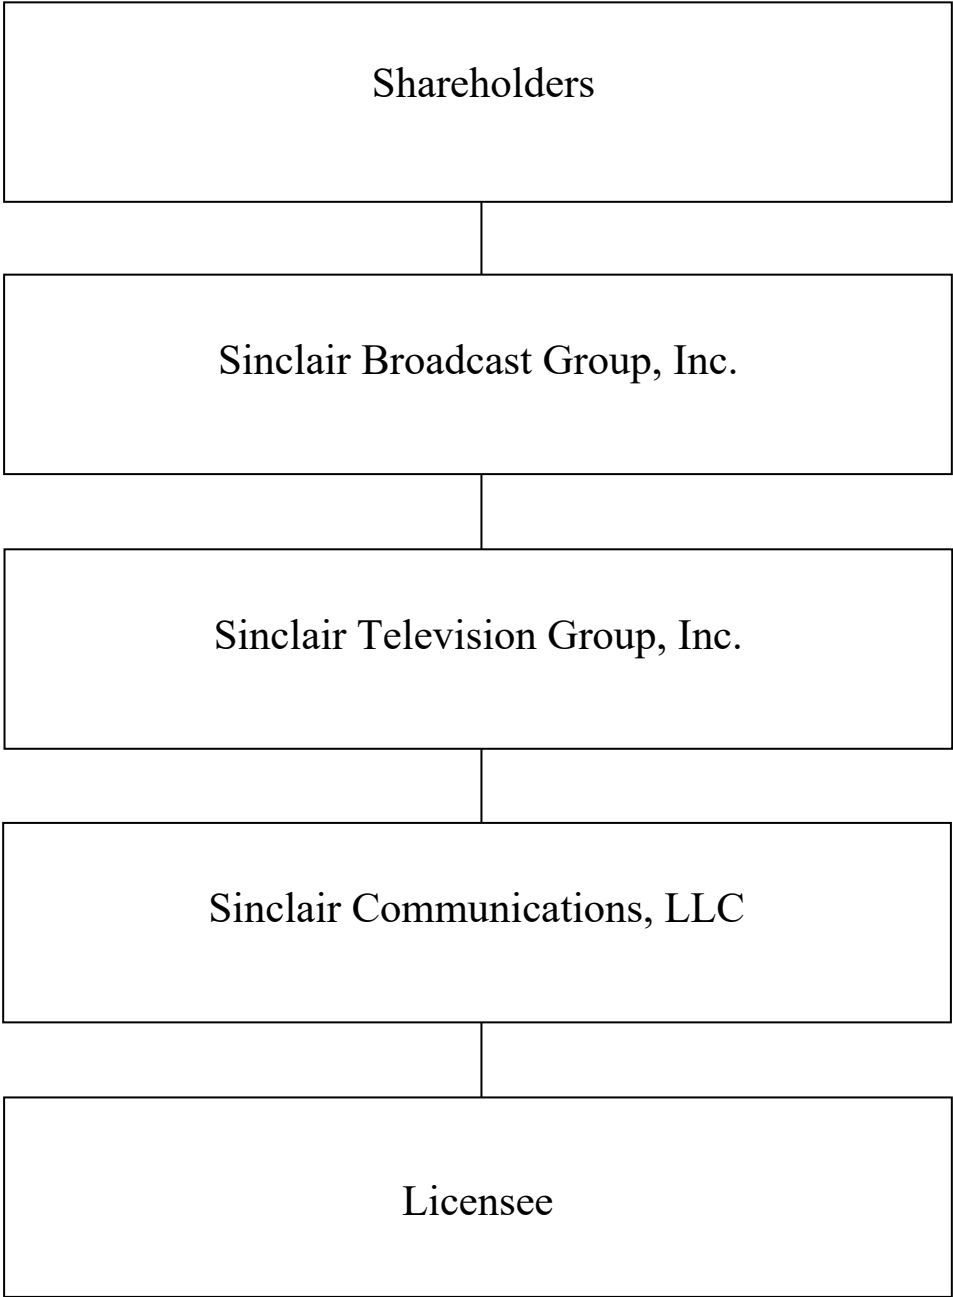 Shareholders
Sinclair Broadcast Group, Inc.
Sinclair Television Group, Inc.
Sinclair Communications, LLC
Licensee